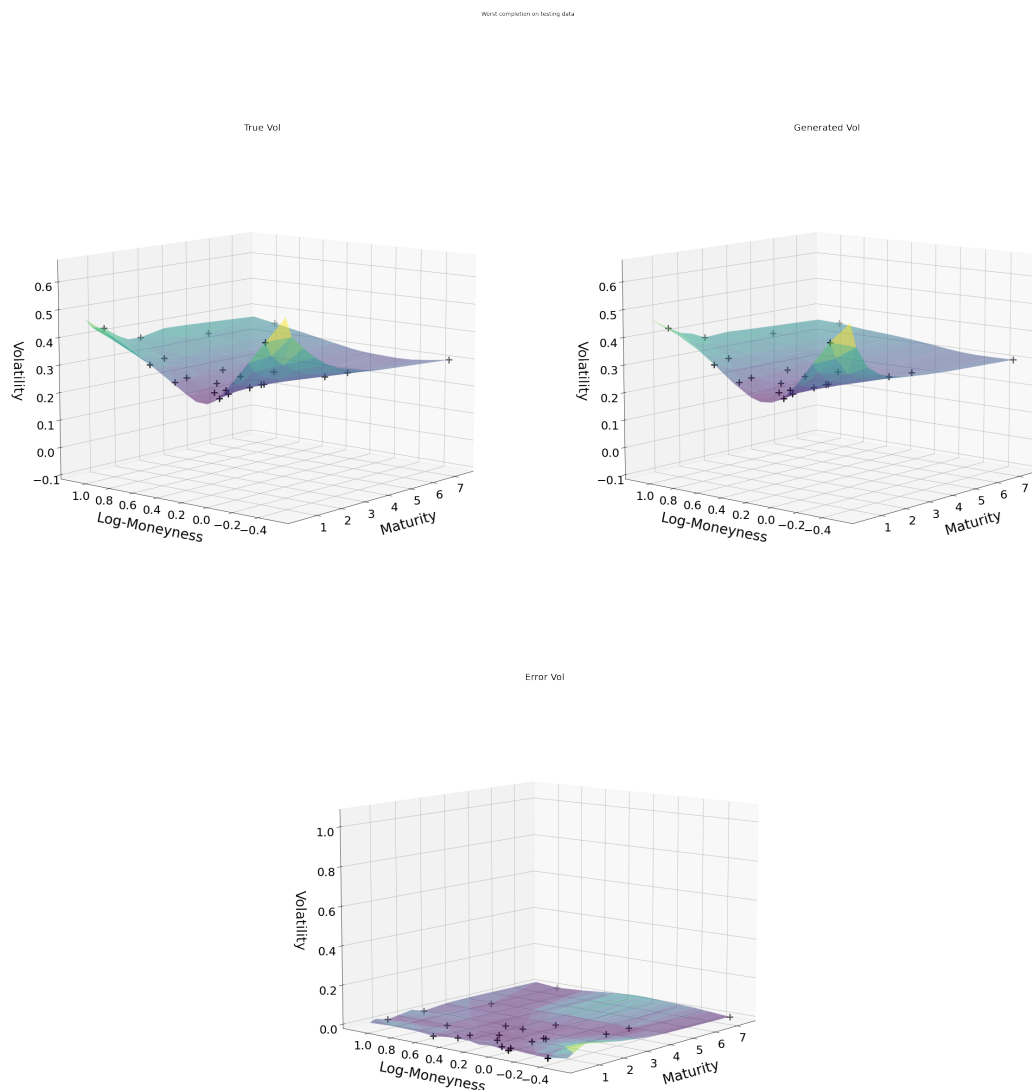 Worst completion on testing data
True Vol
Generated Vol
0.6
0.5
0.4
0.3
0.2
0.1
0.0
−0.1
Volatility
1.0 0.8 0.6 0.4 0.2 0.0 −0.2 −0.4
Log-Moneyness
1 2 3 4 5 6 7
Maturity
0.6
0.5
0.4
0.3
0.2
0.1
0.0
−0.1
Volatility
1.0 0.8 0.6 0.4 0.2 0.0 −0.2 −0.4
Log-Moneyness
1 2 3 4 5 6 7
Maturity
Error Vol
1.0
0.8
0.6
0.4
0.2
0.0
Volatility
1.0 0.8 0.6 0.4 0.2 0.0 −0.2 −0.4
Log-Moneyness
1 2 3 4 5 6 7
Maturity